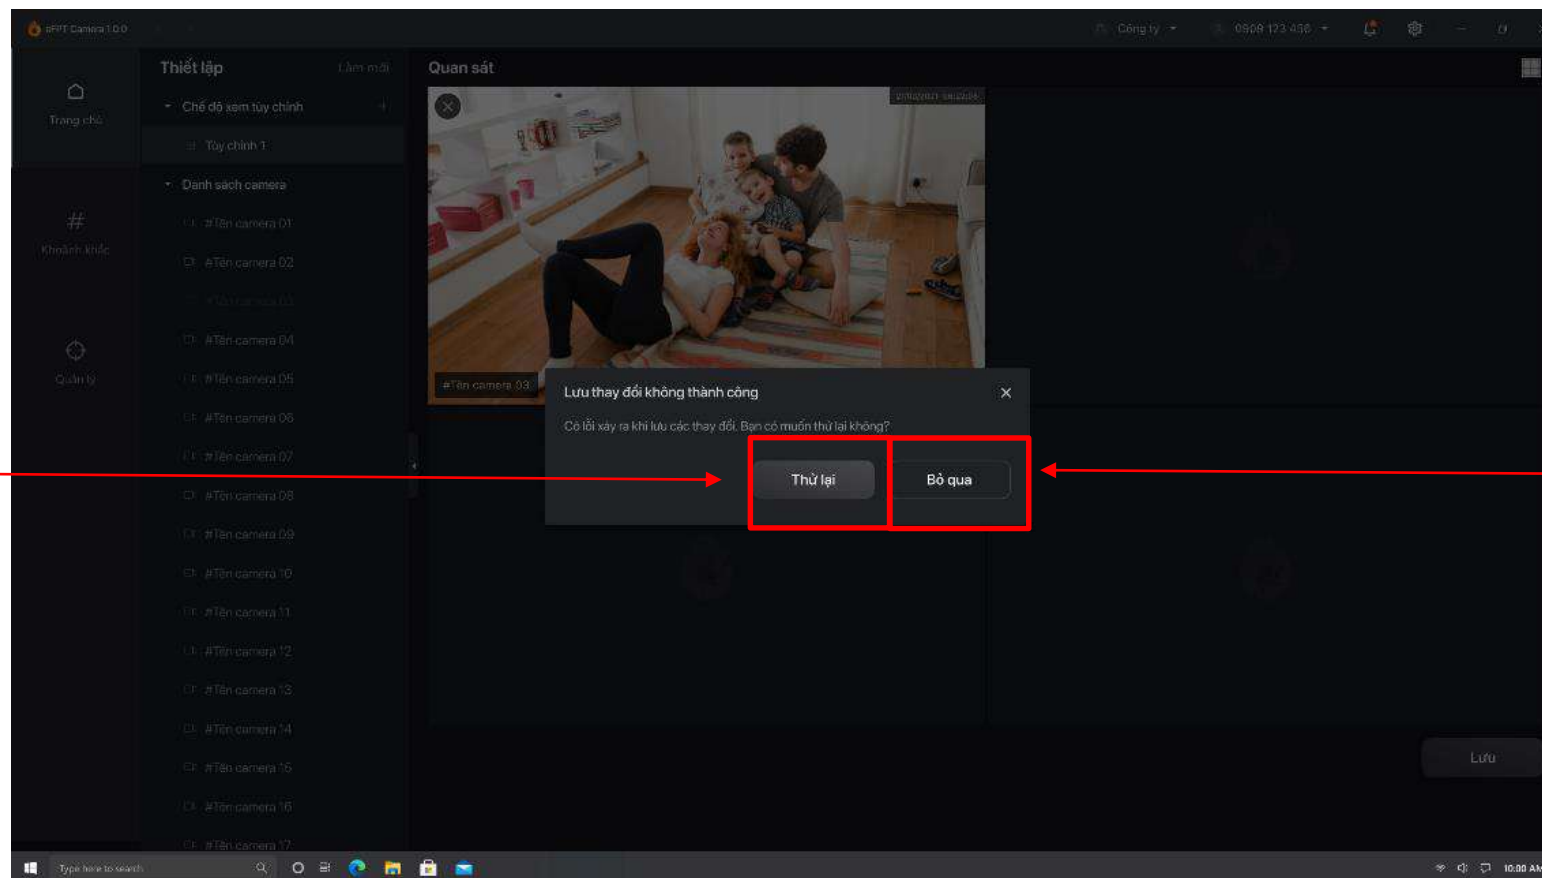 FPT Camera 1.0.0
Công ty
0909 123 456
Thiết lập
Làm mới
Quan sát
Trang chủ
Chế độ xem tùy chỉnh
Tùy chỉnh 1
Danh sách camera
#Tên camera 01
Khoảnh khắc
#Tên camera 02
#Tên camera 03
#Tên camera 04
Quản lý
#Tên camera 05
#Tên camera 03
Lưu thay đổi không thành công
#Tên camera 06
Có lỗi xảy ra khi lưu các thay đổi. Bạn có muốn thử lại không?
#Tên camera 07
Thử lại
Bỏ qua
#Tên camera 08
#Tên camera 09
#Tên camera 10
#Tên camera 11
#Tên camera 12
#Tên camera 13
#Tên camera 14
#Tên camera 15
Lưu
#Tên camera 16
#Tên camera 17
Type here to search
10:00 AM